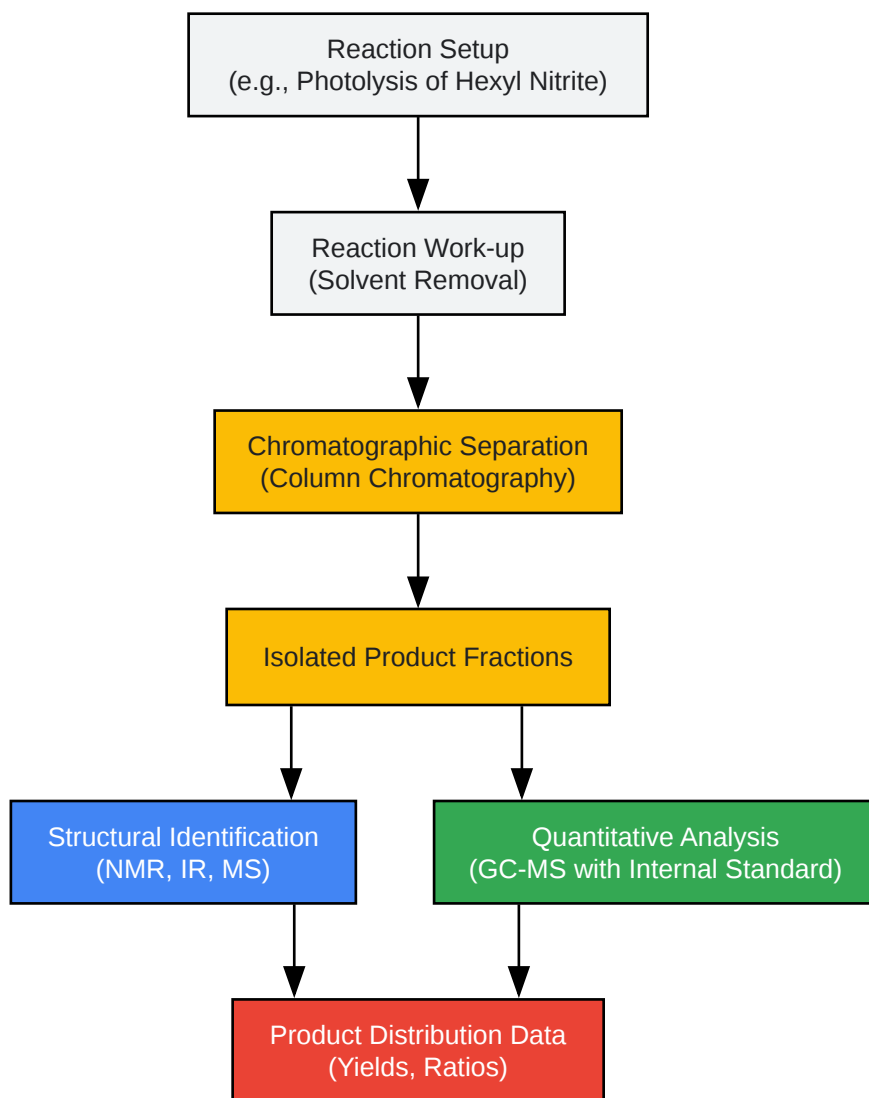 Reaction Setup
(e.g., Photolysis of Hexyl Nitrite)
Reaction Work-up
(Solvent Removal)
Chromatographic Separation
(Column Chromatography)
Isolated Product Fractions
Structural Identification
(NMR, IR, MS)
Quantitative Analysis
(GC-MS with Internal Standard)
Product Distribution Data
(Yields, Ratios)